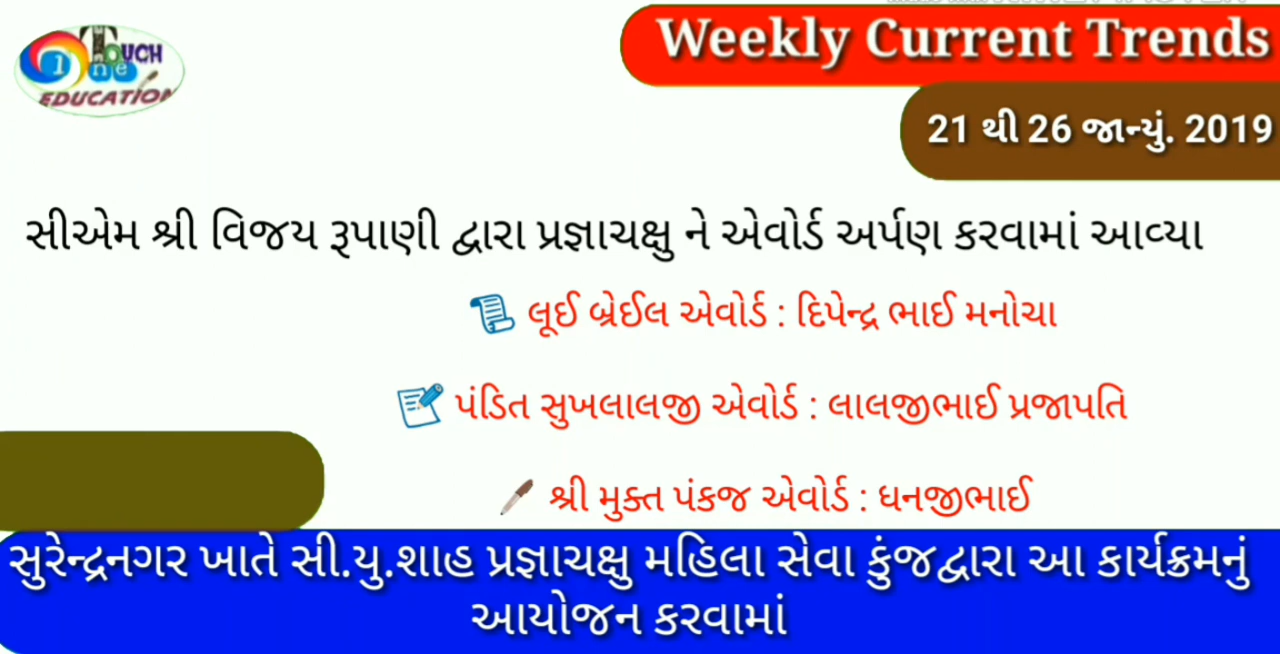 One TOUCH
EDUCATION
Weekly Current Trends
21 થી 26 જાન્યું. 2019
સીએમ શ્રી વિજય રૂપાણી દ્વારા પ્રજ્ઞાચક્ષુ ને એવોર્ડ અર્પણ કરવામાં આવ્યા
લૂઈ બ્રેઈલ એવોર્ડ : દિપેન્દ્ર ભાઈ મનોચા
પંડિત સુખલાલજી એવોર્ડ : લાલજીભાઈ પ્રજાપતિ
શ્રી મુક્ત પંકજ એવોર્ડ : ધનજીભાઈ
સુરેન્દ્રનગર ખાતે સી.યુ.શાહ પ્રજ્ઞાચક્ષુ મહિલા સેવા કુંજદ્વારા આ કાર્યક્રમનું
આયોજન કરવામાં